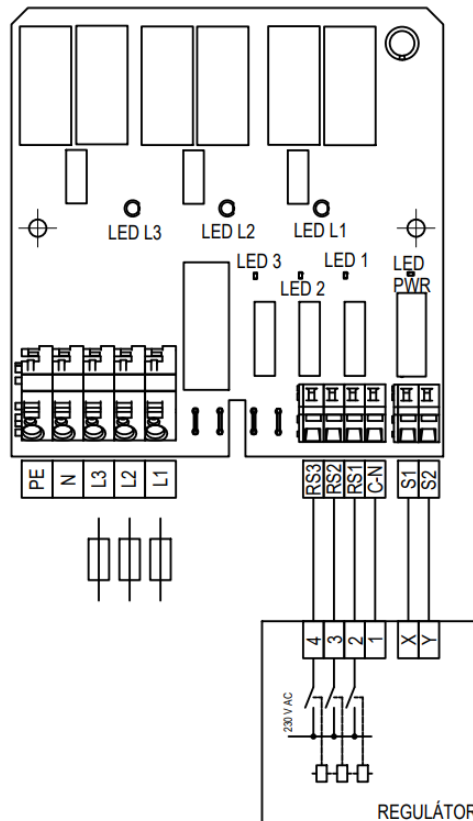 LED L3
LED L2
LED L1
LED 3
LED 2
LED 1
LED
PWR
PE
N
L3
L2
L1
RS3
RS2
RS1
C-N
S1
S2
4
3
2
1
X
Y
230 V AC
REGULÁTOR